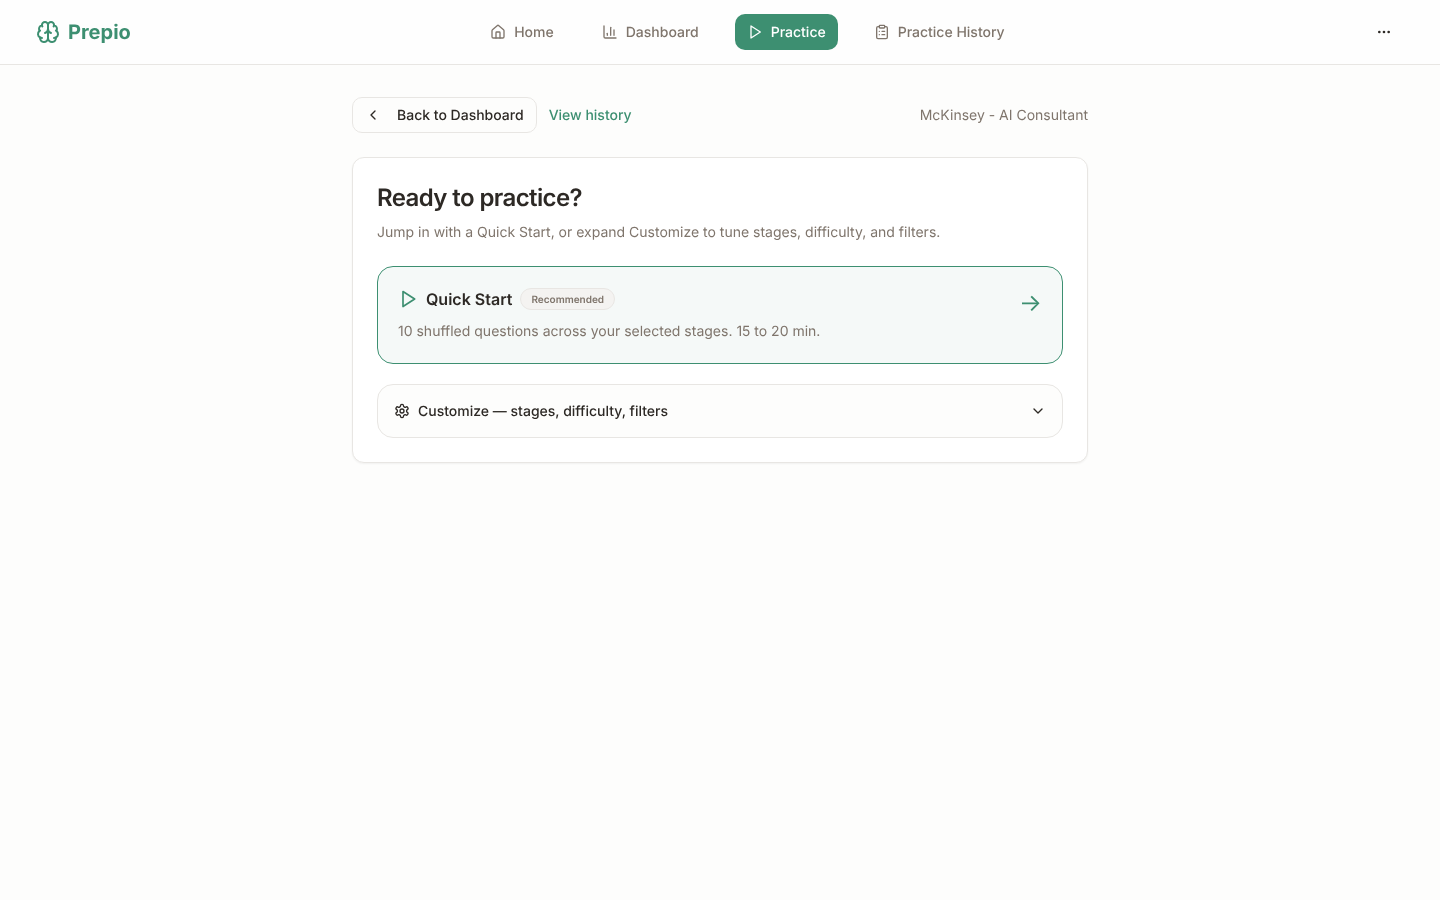 Prepio
Home
Dashboard
Practice
Practice History
Back to Dashboard
View history
McKinsey - AI Consultant
Ready to practice?
Jump in with a Quick Start, or expand Customize to tune stages, difficulty, and filters.
Quick Start
Recommended
10 shuffled questions across your selected stages. 15 to 20 min.
Customize — stages, difficulty, filters